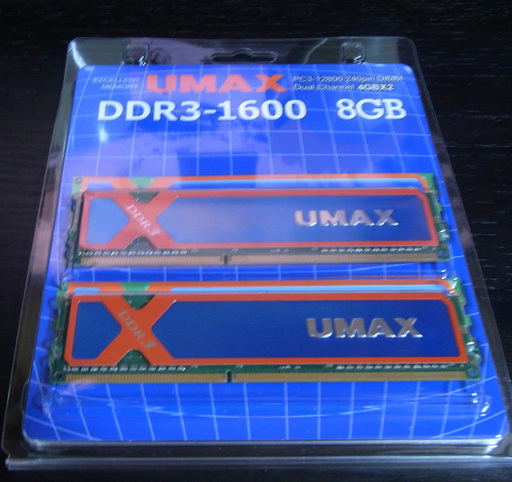 EXCELLENT
MEMORY
UMAX
PC3-12800 240pin DIMM
Dual Channel 4GBX2
DDR3-1600 8GB
DDR3
UMAX
DDR3
UMAX